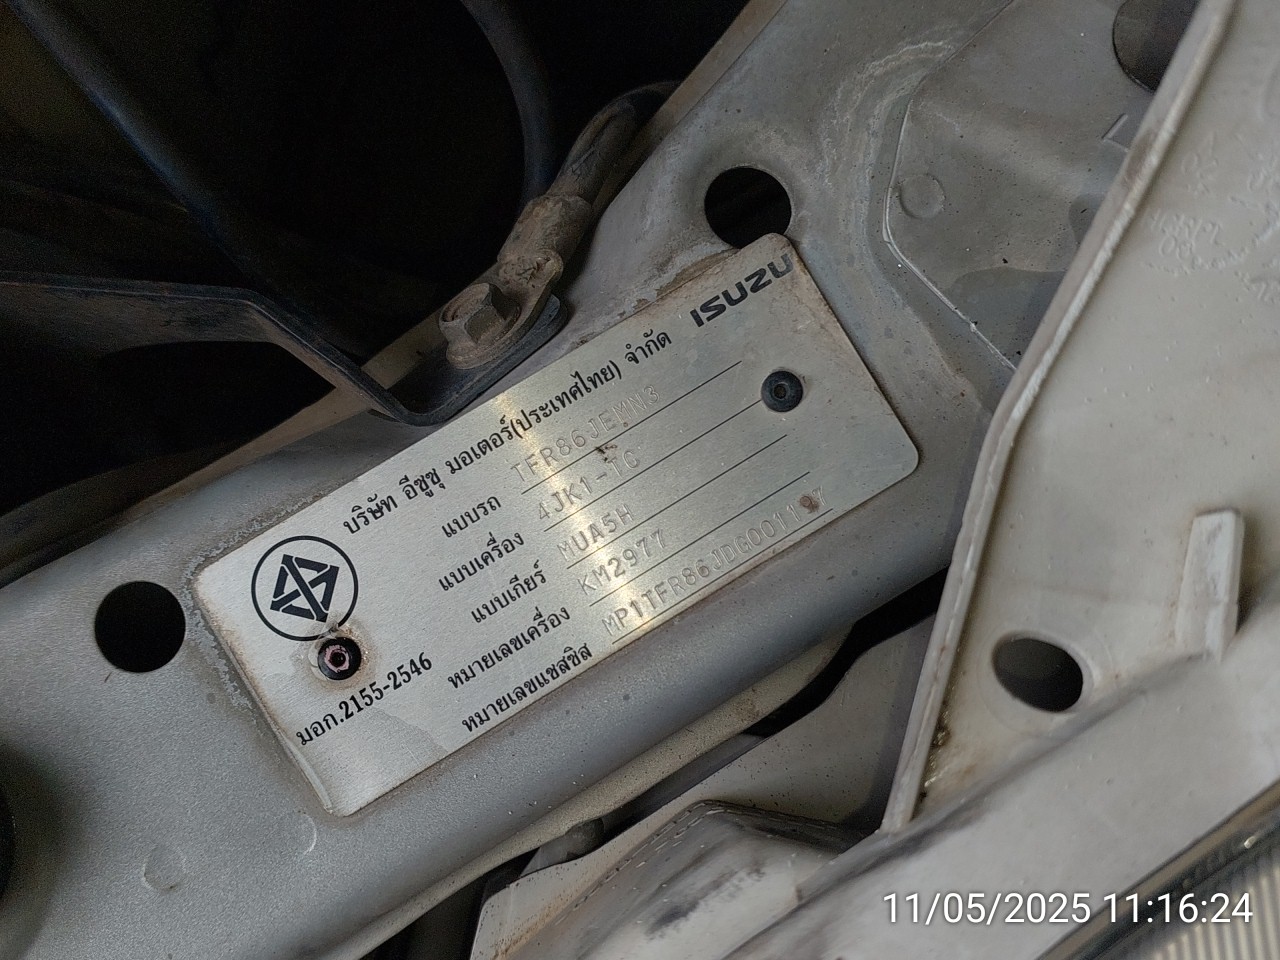 ISUZU
บริษัท อีซูซุ มอเตอร์(ประเทศไทย) จำกัด
แบบรถ TFR86JEMN3
แบบเครื่อง 4JK1-TC
แบบเกียร์ MUA5H
หมายเลขเครื่อง KM2977
หมายเลขแชสซิส
มอก.2155-2546
11/05/2025 11:16:24